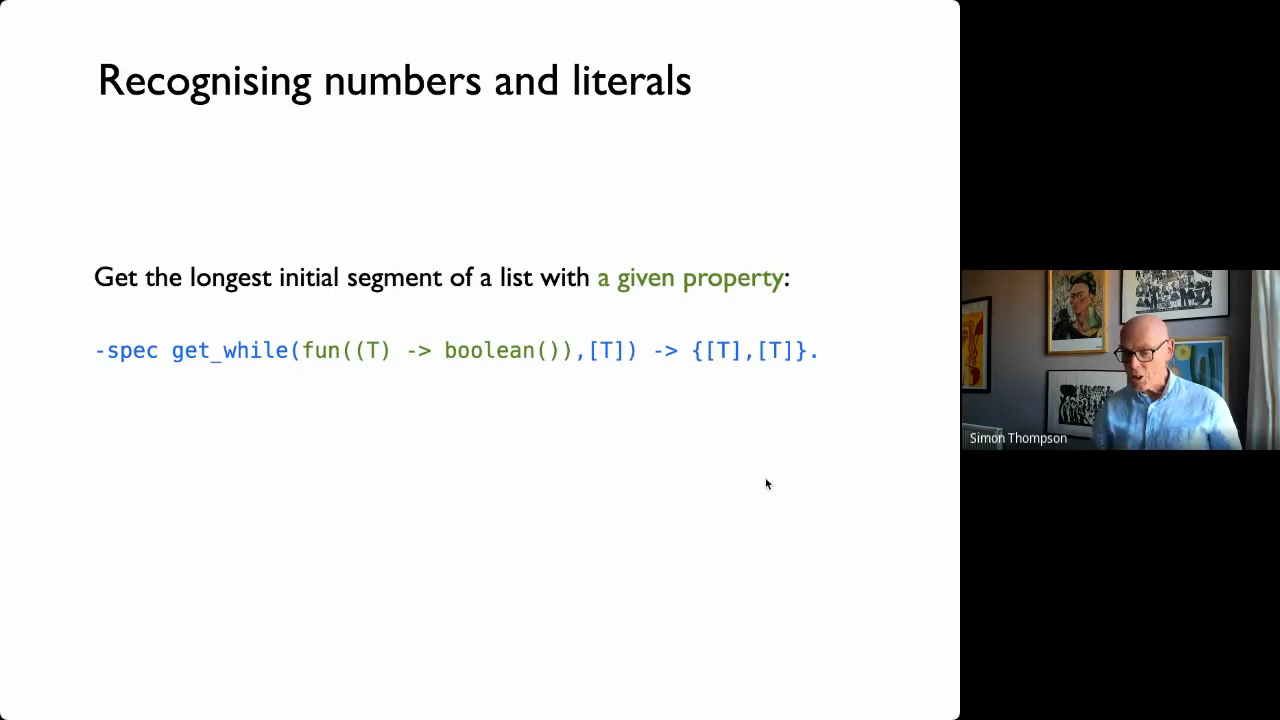 Recognising numbers and literals
Get the longest initial segment of a list with a given property:
-spec get_while(fun((T) -> boolean()),[T]) -> {[T],[T]}.
Simon Thompson